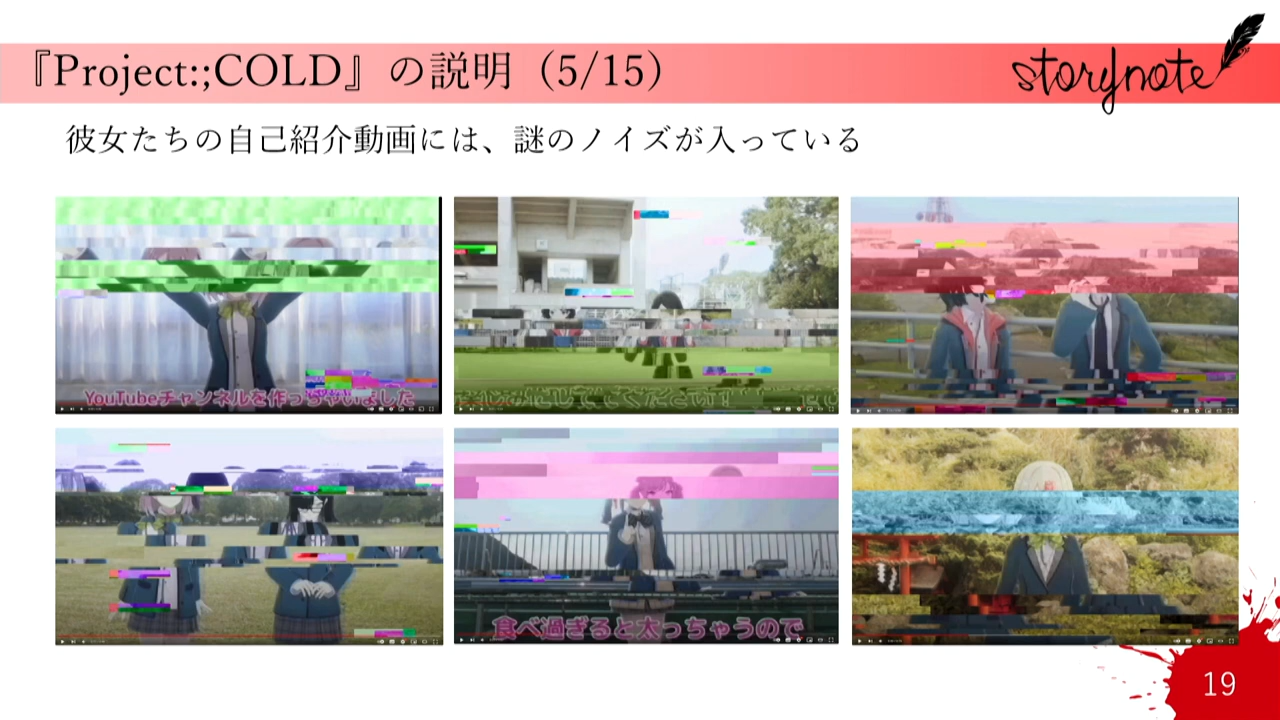 『Project:;COLD』の説明（5/15）
storynote
彼女たちの自己紹介動画には、謎のノイズが入っている
YouTubeチャンネルを作っちゃいました
食べ過ぎると太っちゃうので
19